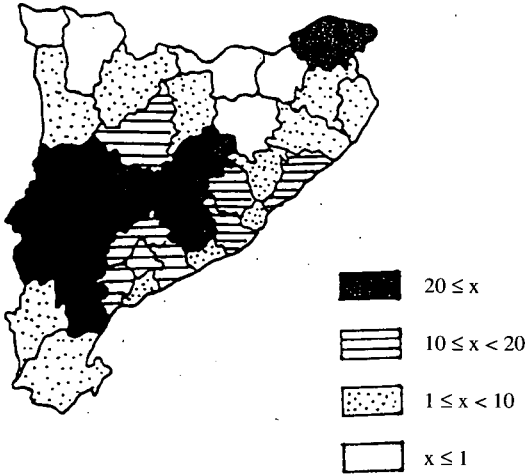 20 ≤ x
10 ≤ x < 20
1 ≤ x < 10
x ≤ 1